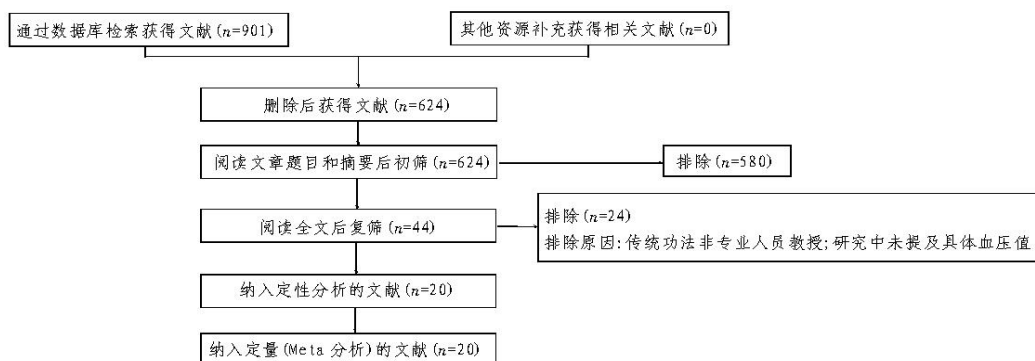 通过数据库检索获得文献(n=901)
其他资源补充获得相关文献(n=0)
删除后获得文献(n=624)
阅读文章题目和摘要后初筛(n=624)
排除(n=580)
阅读全文后复筛(n=44)
排除(n=24)
排除原因:传统功法非专业人员教授;研究中未提及具体血压值
纳入定性分析的文献(n=20)
纳入定量(Meta 分析)的文献(n=20)